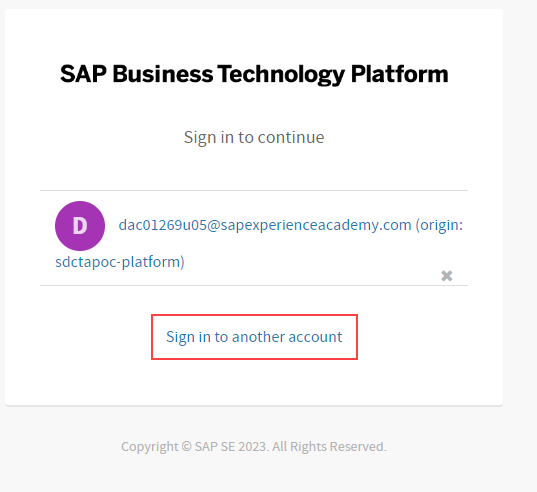 SAP Business Technology Platform
Sign in to continue
D
dac01269u05@sapexperienceacademy.com (origin:
sdctapoc-platform)
Sign in to another account
Copyright © SAP SE 2023. All Rights Reserved.